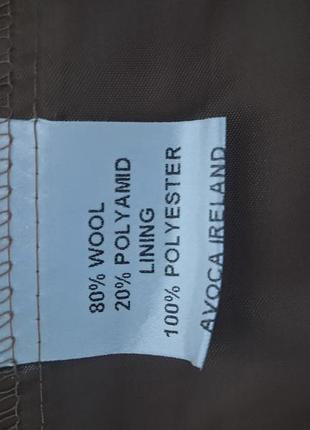 80% WOOL
20% POLYAMID
LINING
100% POLYESTER
AVOCA IRELAND